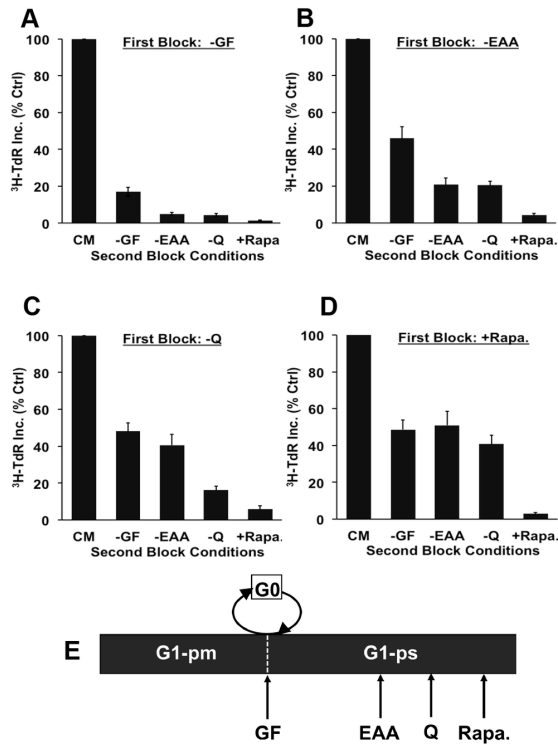 A
First Block: -GF
³H-TdR Inc. (% Ctrl)
100
80
60
40
20
0
CM -GF -EAA -Q +Rapa.
Second Block Conditions
B
First Block: -EAA
³H-TdR Inc. (% Ctrl)
100
80
60
40
20
0
CM -GF -EAA -Q +Rapa.
Second Block Conditions
C
First Block: -Q
³H-TdR Inc. (% Ctrl)
100
80
60
40
20
0
CM -GF -EAA -Q +Rapa.
Second Block Conditions
D
First Block: +Rapa.
³H-TdR Inc. (% Ctrl)
100
80
60
40
20
0
CM -GF -EAA -Q +Rapa.
Second Block Conditions
G0
E
G1-pm G1-ps
GF EAA Q Rapa.